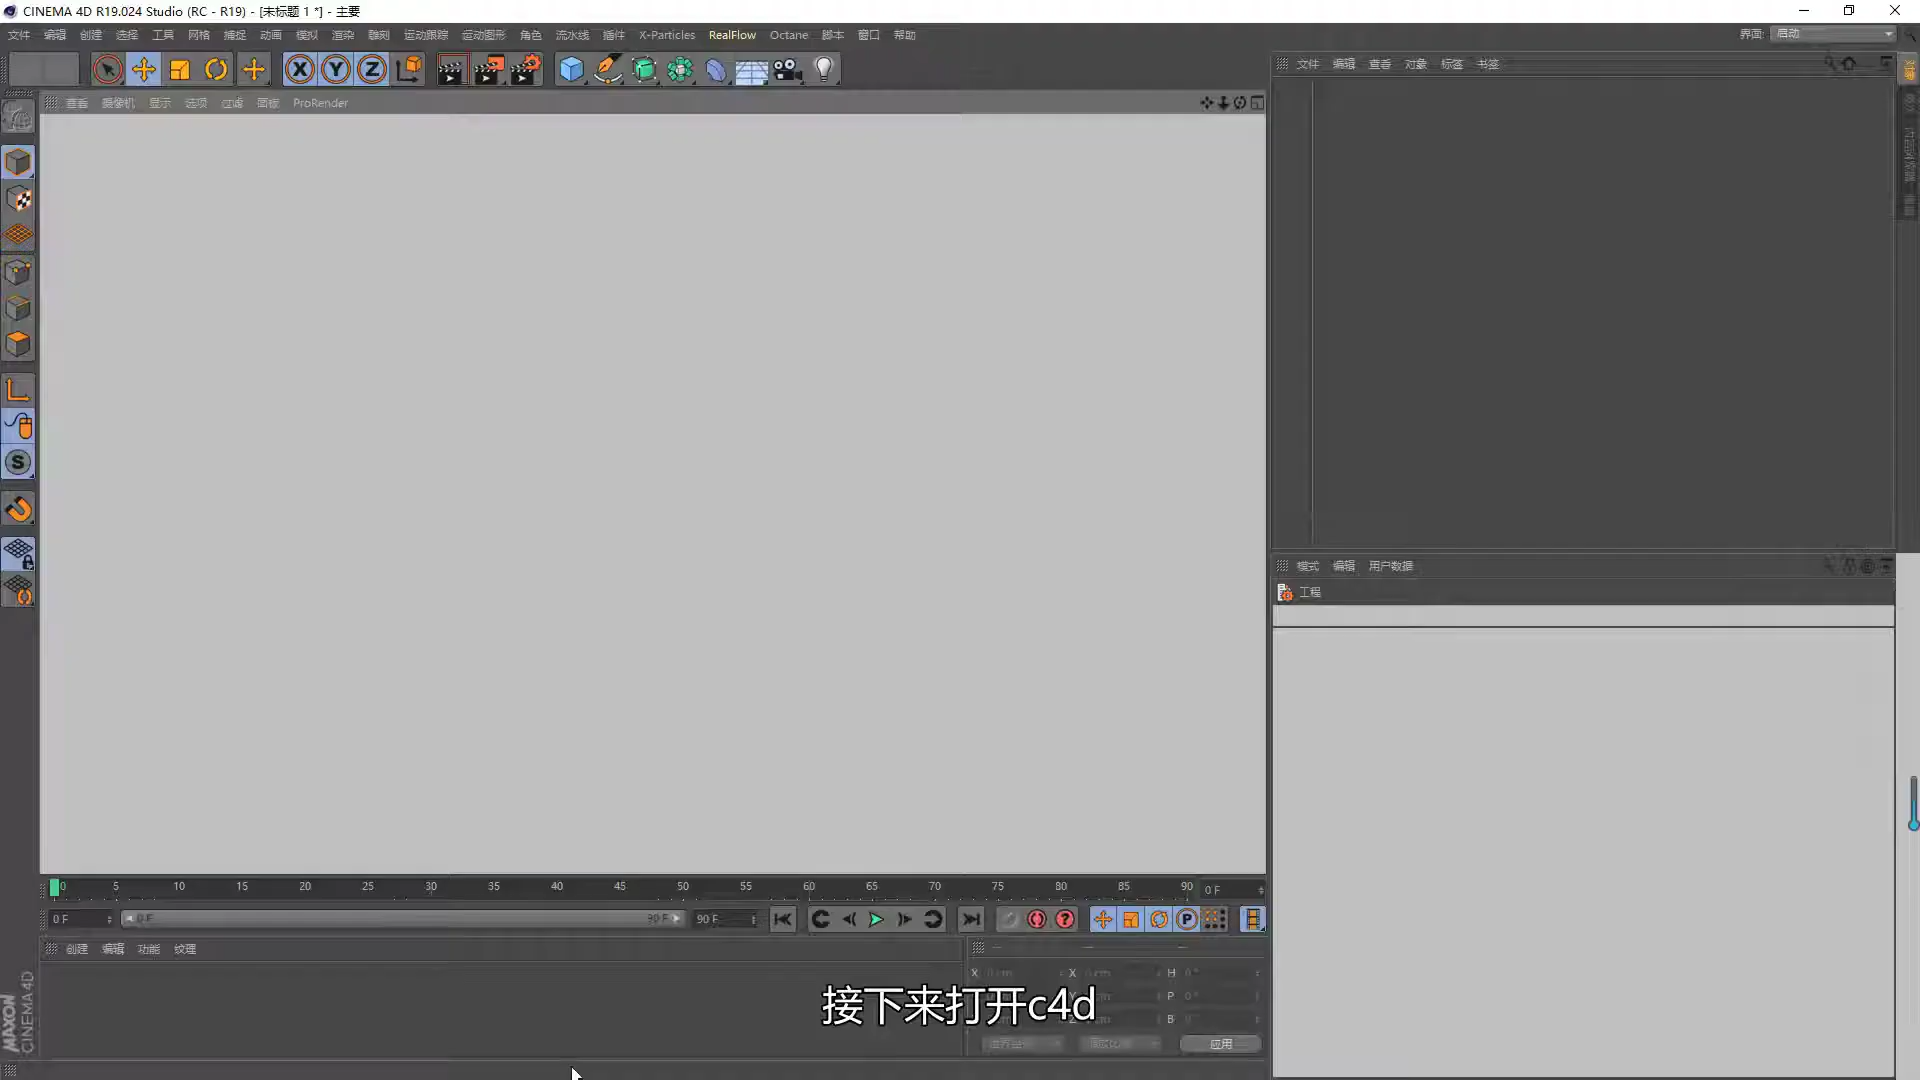 CINEMA 4D R19.024 Studio (RC - R19) - [未标题 1 *] - 主要
文件 编辑 创建 选择 工具 网格 捕捉 动画 模拟 渲染 雕刻 运动跟踪 运动图形 角色 流水线 插件 X-Particles RealFlow Octane 脚本 窗口 帮助 界面: 启动
X Y Z
文件 编辑 查看 对象 标签 书签
查看 摄像机 显示 选项 过滤 面板 ProRender
S
模式 编辑 用户数据
工程
0 5 10 15 20 25 30 35 40 45 50 55 60 65 70 75 80 85 90 0 F
0 F 0 F 90 F 90 F ? P
创建 编辑 功能 纹理
X X H
P
B
接下来打开c4d
应用
MAXON
CINEMA 4D